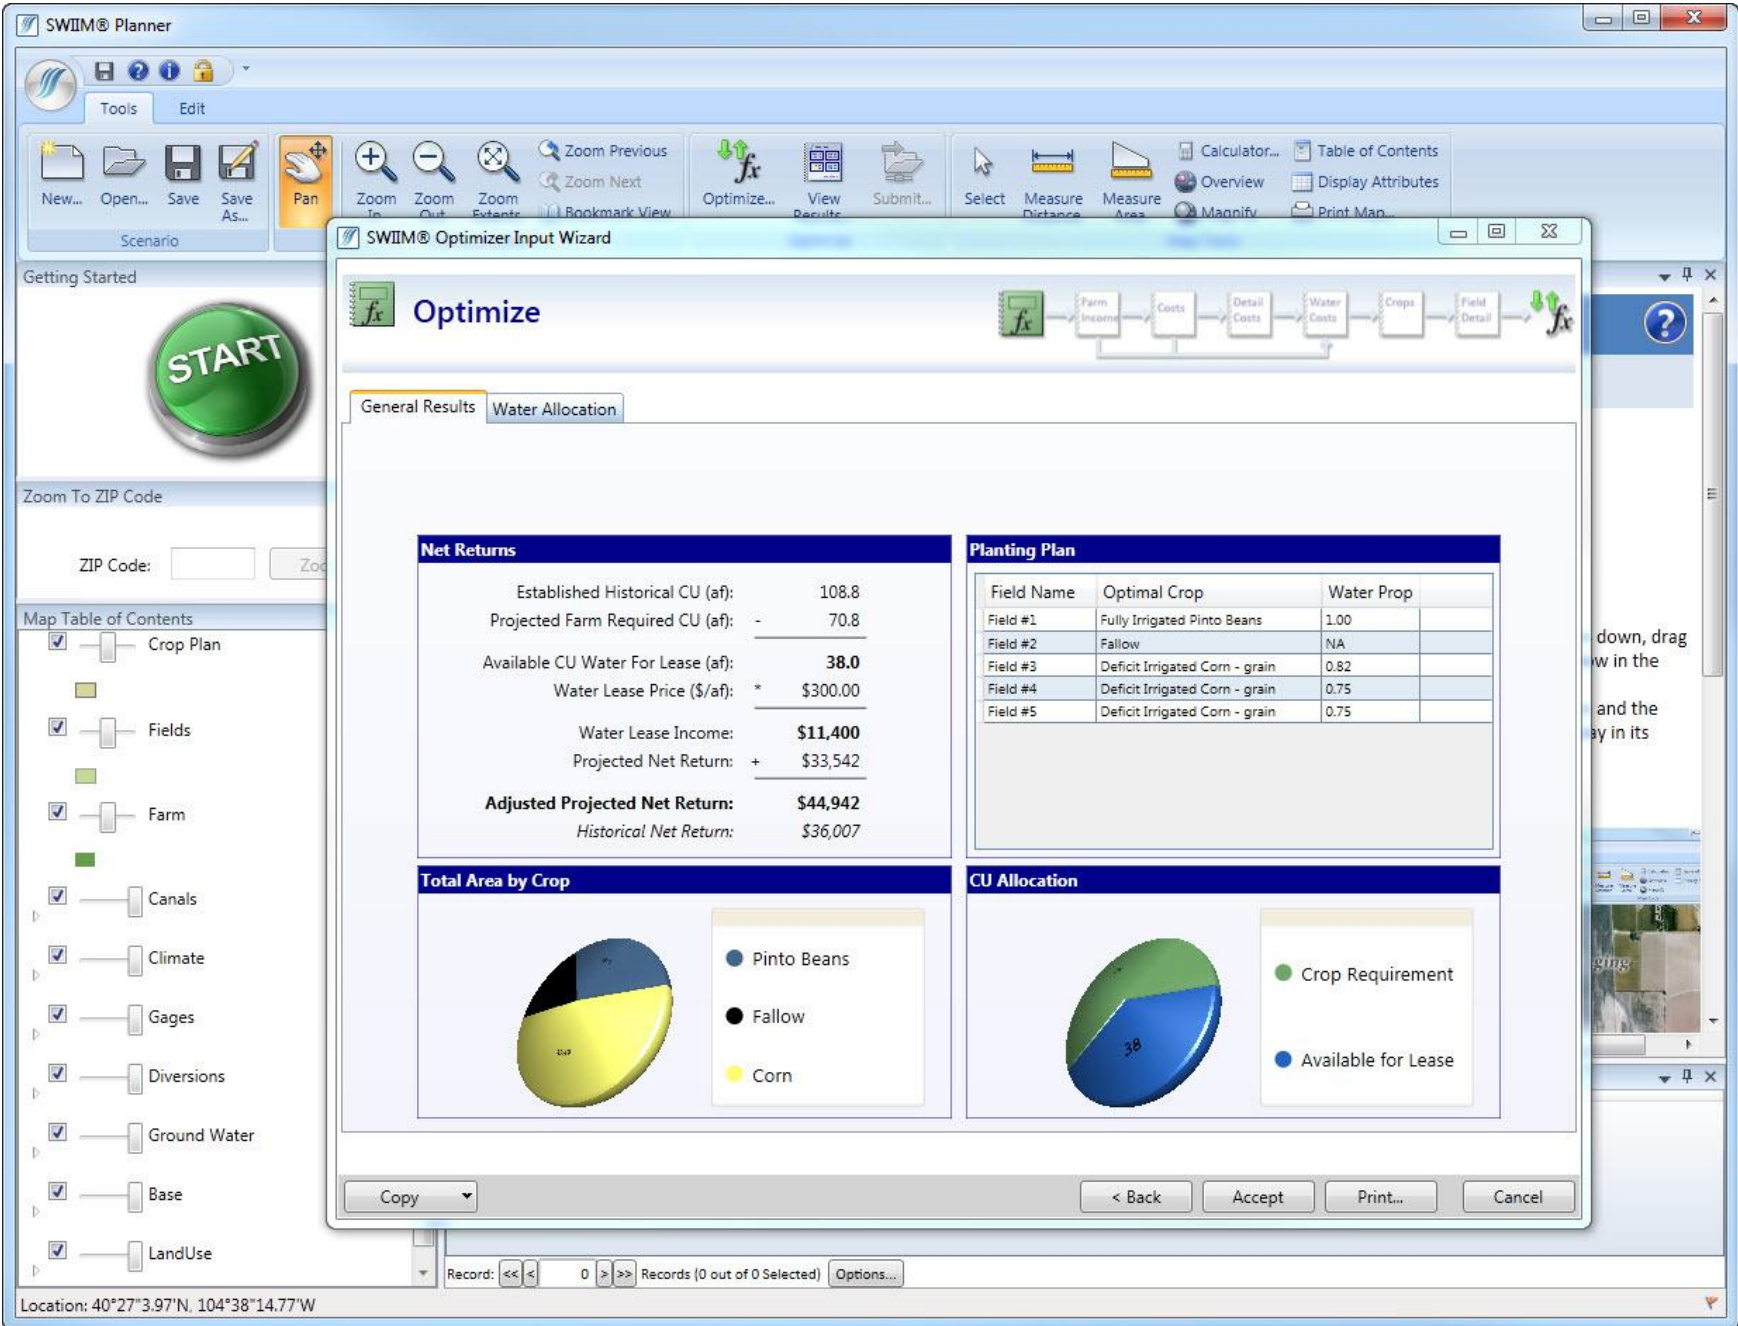 SWIIM® Planner
Tools Edit
New... Open... Save Save As...
Scenario
Pan
Zoom In Zoom Out Zoom Extents
Zoom Previous
Zoom Next
Bookmark View
Optimize... View Results Submit...
Select Measure Distance Measure Area
Calculator... Table of Contents
Overview Display Attributes
Magnify Print Map...
Getting Started
START
Zoom To ZIP Code
ZIP Code:
Map Table of Contents
Crop Plan
Fields
Farm
Canals
Climate
Gages
Diversions
Ground Water
Base
LandUse
SWIIM® Optimizer Input Wizard
fx Optimize
fx Farm Income Costs Detail Costs Water Costs Crops Field Detail fx
General Results Water Allocation
Net Returns
Established Historical CU (af): 108.8
Projected Farm Required CU (af): - 70.8
Available CU Water For Lease (af): 38.0
Water Lease Price ($/af): * $300.00
Water Lease Income: $11,400
Projected Net Return: + $33,542
Adjusted Projected Net Return: $44,942
Historical Net Return: $36,007
Planting Plan
Field Name Optimal Crop Water Prop
Field #1 Fully Irrigated Pinto Beans 1.00
Field #2 Fallow NA
Field #3 Deficit Irrigated Corn - grain 0.82
Field #4 Deficit Irrigated Corn - grain 0.75
Field #5 Deficit Irrigated Corn - grain 0.75
Total Area by Crop
Pinto Beans
Fallow
Corn
CU Allocation
38
Crop Requirement
Available for Lease
Copy < Back Accept Print... Cancel
down, drag
w in the
and the
ay in its
Record: << < 0 > >> Records (0 out of 0 Selected) Options...
Location: 40°27"3.97'N, 104°38"14.77'W